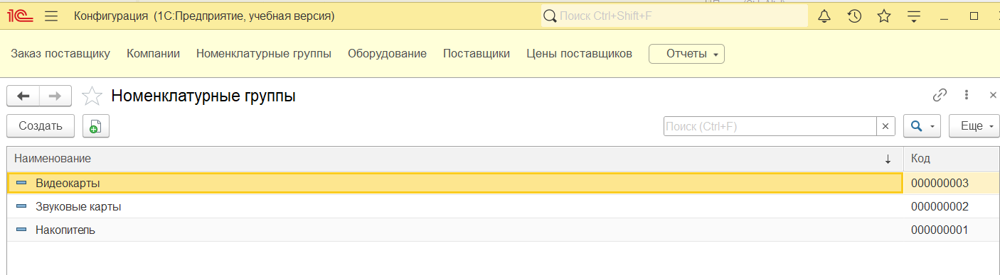 1С Конфигурация (1С:Предприятие, учебная версия) Поиск Ctrl+Shift+F
Заказ поставщику Компании Номенклатурные группы Оборудование Поставщики Цены поставщиков Отчеты
Номенклатурные группы
Создать Поиск (Ctrl+F) Еще
Наименование Код
Видеокарты 000000003
Звуковые карты 000000002
Накопитель 000000001